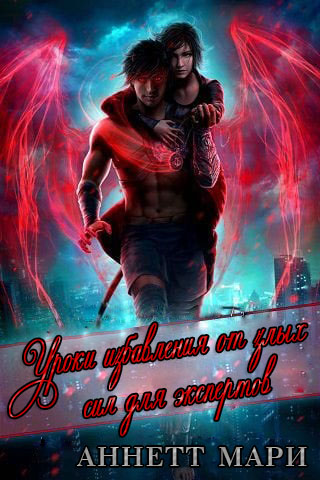 Уроки избавления от злых
сил для экспертов
АННЕТТ МАРИ